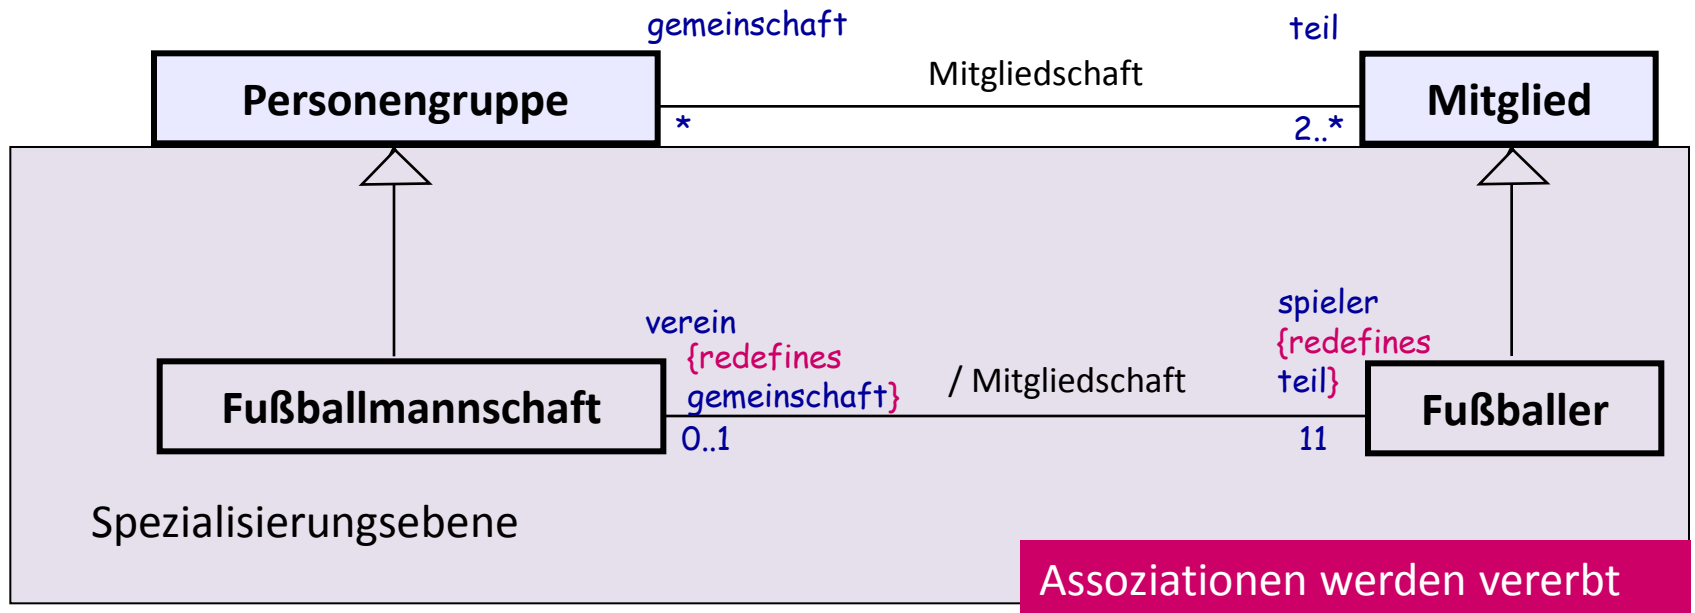 gemeinschaft
teil
Mitgliedschaft
Personengruppe
Mitglied
*
2..*
verein
{redefines
gemeinschaft}
/ Mitgliedschaft
spieler
{redefines
teil}
Fußballmannschaft
Fußballer
0..1
11
Spezialisierungsebene
Assoziationen werden vererbt